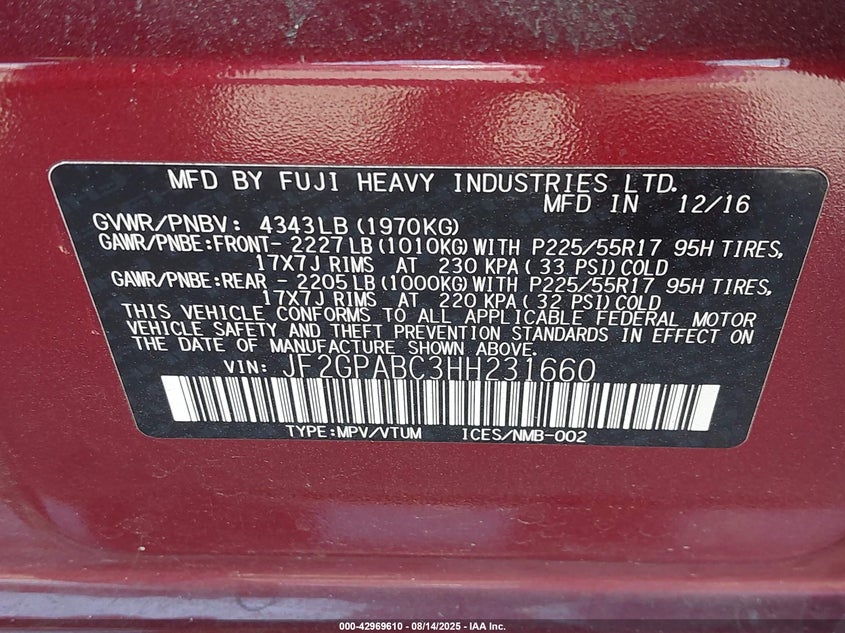 MFD BY FUJI HEAVY INDUSTRIES LTD.
MFD IN 12/16
GVWR/PNBV: 4343LB (1970KG)
GAWR/PNBE:FRONT- 2227LB (1010KG) WITH P225/55R17 95H TIRES,
17X7J RIMS AT 230 KPA (33 PSI) COLD
GAWR/PNBE:REAR - 2205LB (1000KG) WITH P225/55R17 95H TIRES,
17X7J RIMS AT 220 KPA (32 PSI) COLD
THIS VEHICLE CONFORMS TO ALL APPLICABLE FEDERAL MOTOR
VEHICLE SAFETY AND THEFT PREVENTION STANDARDS IN EFFECT ON
THE DATE OF MANUFACTURE SHOWN ABOVE.
VIN: JF2GPABC3HH231660
TYPE:MPV/VTUM ICES/NMB-002
000-42969610 - 08/14/2025 - IAA Inc.